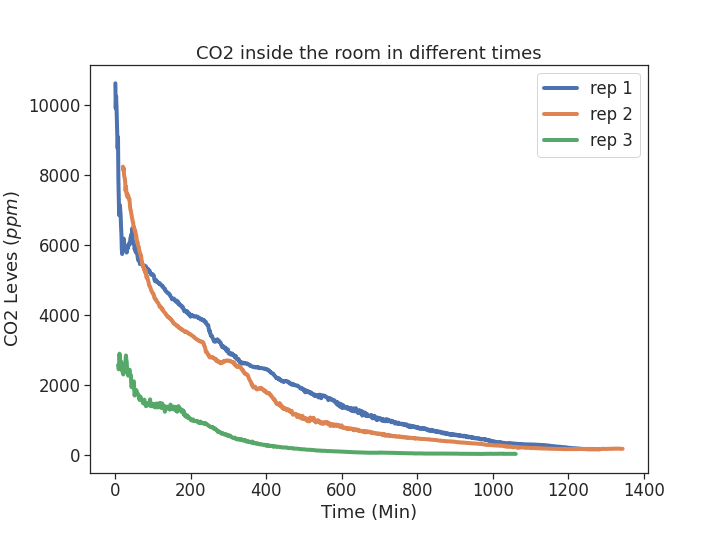 CO2 inside the room in different times
rep 1
rep 2
rep 3
10000
8000
6000
4000
2000
0
CO2 Leves (ppm)
0 200 400 600 800 1000 1200 1400
Time (Min)